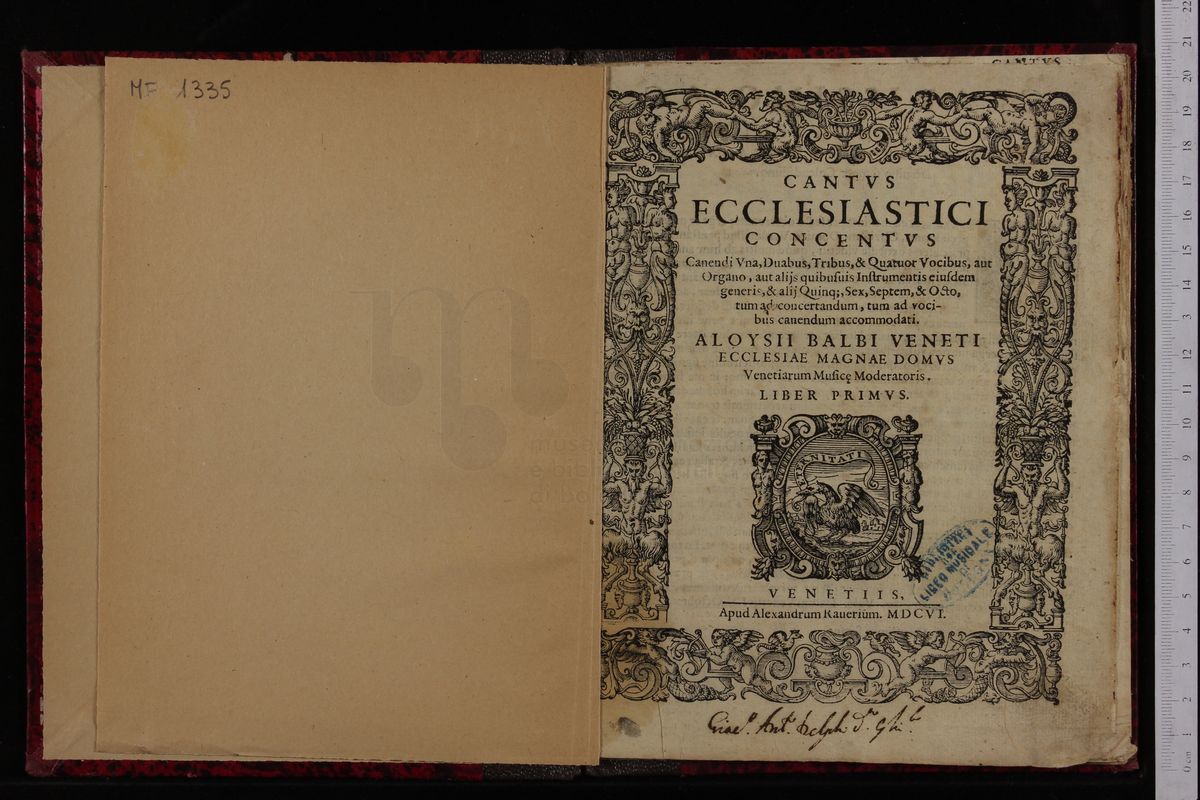 MF 1335
CANTVS
CANTVS
ECCLESIASTICI
CONCENTVS
Canendi Vna, Duabus, Tribus, & Quatuor Vocibus, aut
Organo, aut alijs quibuſuis Inſtrumentis eiuſdem
generis, & alij Quinq;, Sex, Septem, & Octo,
tum ad concertandum, tum ad voci-
bus canendum accommodati.
ALOYSII BALBI VENETI
ECCLESIAE MAGNAE DOMVS
Venetiarum Muſicę Moderatoris.
LIBER PRIMVS.
VENETIIS,
Apud Alexandrum Rauerium. MDCVI.
LICEO MUSICALE